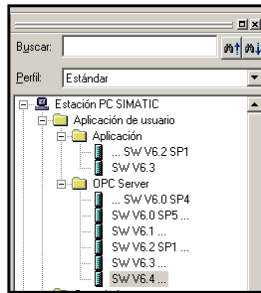 Buscar:
Perfil: Estándar
Estación PC SIMATIC
Aplicación de usuario
Aplicación
... SW V6.2 SP1
SW V6.3
OPC Server
... SW V6.0 SP4
SW V6.0 SP5 ...
SW V6.1 ...
SW V6.2 SP1 ...
SW V6.3 ...
SW V6.4 ...